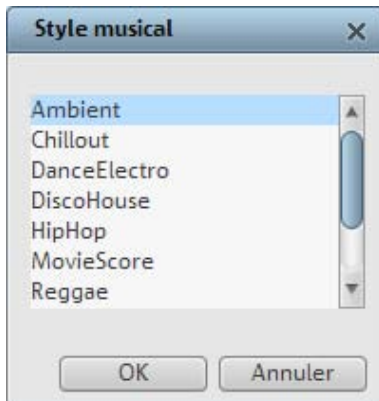 Style musical
Ambient
Chillout
DanceElectro
DiscoHouse
HipHop
MovieScore
Reggae
OK Annuler